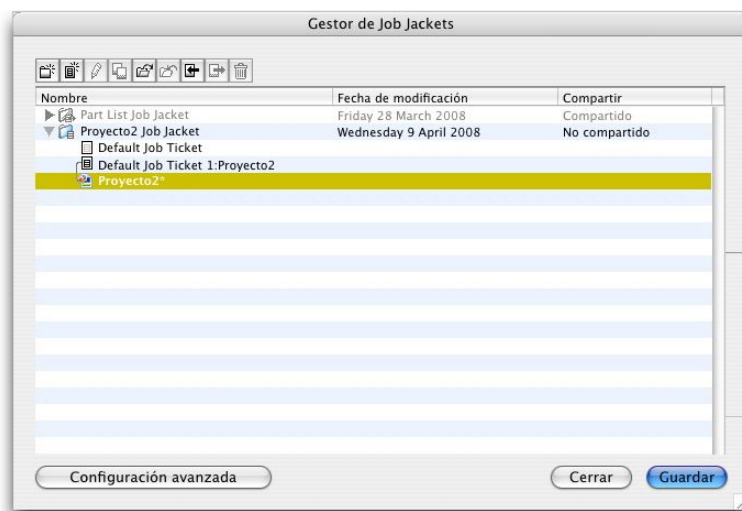 Gestor de Job Jackets
Nombre Fecha de modificación Compartir
Part List Job Jacket Friday 28 March 2008 Compartido
Proyecto2 Job Jacket Wednesday 9 April 2008 No compartido
Default Job Ticket
Default Job Ticket 1:Proyecto2
Proyecto2*
Configuración avanzada Cerrar Guardar